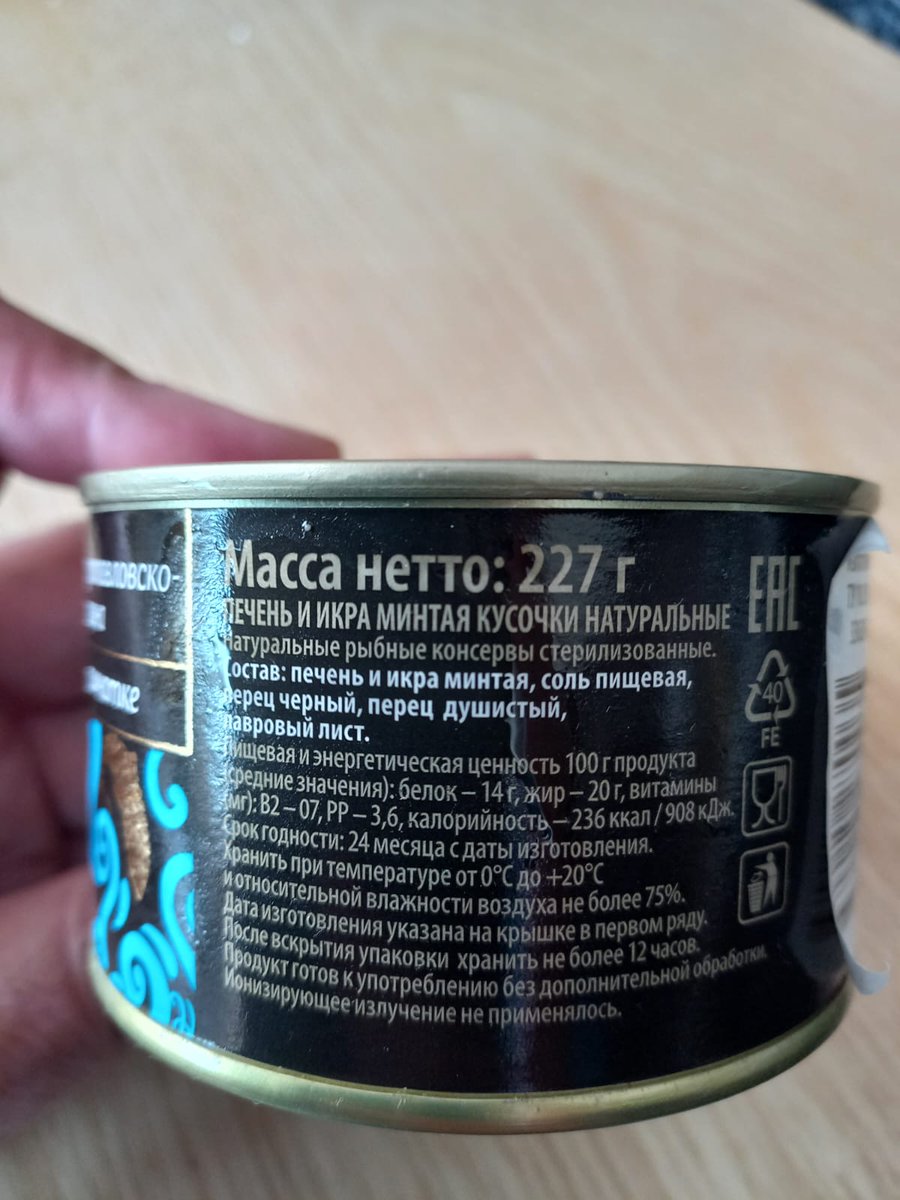 Масса нетто: 227 г
ПЕЧЕНЬ И ИКРА МИНТАЯ КУСОЧКИ НАТУРАЛЬНЫЕ
Натуральные рыбные консервы стерилизованные.
Состав: печень и икра минтая, соль пищевая,
перец черный, перец душистый,
лавровый лист.
Пищевая и энергетическая ценность 100 г продукта
(средние значения): белок – 14 г, жир – 20 г, витамины
(мг): В2 – 07, РР – 3,6, калорийность – 236 ккал / 908 кДж.
Срок годности: 24 месяца с даты изготовления.
Хранить при температуре от 0°С до +20°С
и относительной влажности воздуха не более 75%.
Дата изготовления указана на крышке в первом ряду.
После вскрытия упаковки хранить не более 12 часов.
Продукт готов к употреблению без дополнительной обработки.
Ионизирующее излучение не применялось.
ЕАС
40
FE